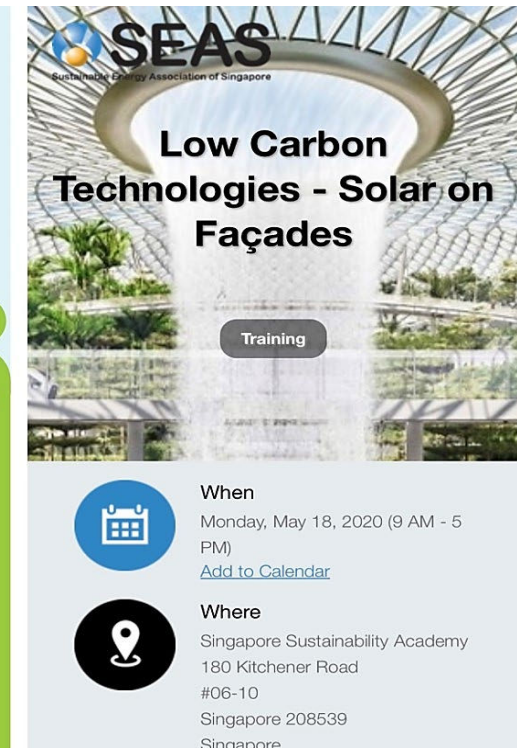 SEAS
Sustainable Energy Association of Singapore
Low Carbon
Technologies - Solar on
Façades
Training
When
Monday, May 18, 2020 (9 AM - 5
PM)
Add to Calendar
Where
Singapore Sustainability Academy
180 Kitchener Road
#06-10
Singapore 208539
Singapore